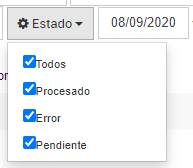 Estado 08/09/2020
Todos
Procesado
Error
Pendiente